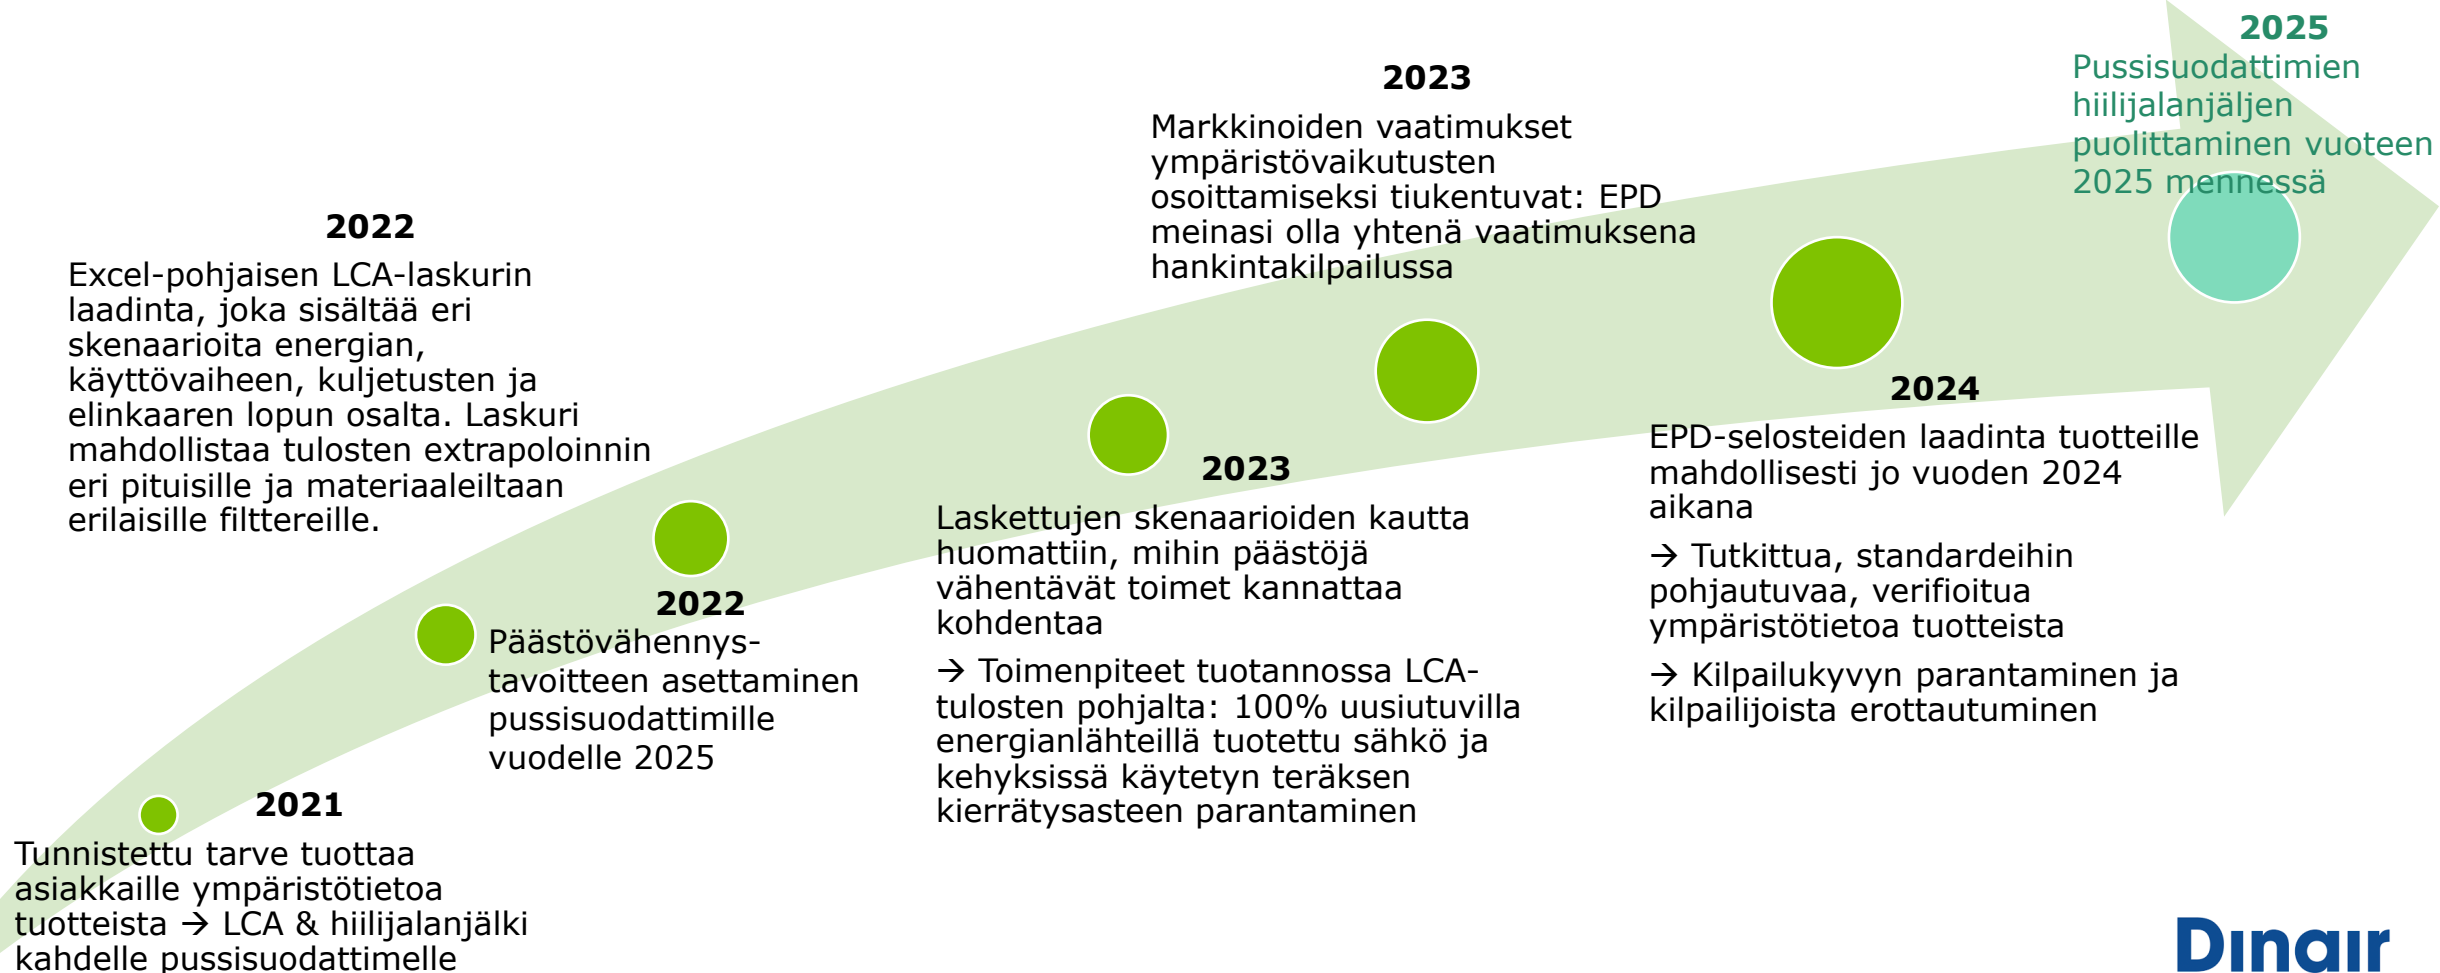 2021
Tunnistettu tarve tuottaa
asiakkaille ympäristötietoa
tuotteista → LCA & hiilijalanjälki
kahdelle pussisuodattimelle
2022
Excel-pohjaisen LCA-laskurin
laadinta, joka sisältää eri
skenaarioita energian,
käyttövaiheen, kuljetusten ja
elinkaaren lopun osalta. Laskuri
mahdollistaa tulosten extrapoloinnin
eri pituisille ja materiaaleiltaan
erilaisille filttereille.
2022
Päästövähennys-
tavoitteen asettaminen
pussisuodattimille
vuodelle 2025
2023
Laskettujen skenaarioiden kautta
huomattiin, mihin päästöjä
vähentävät toimet kannattaa
kohdentaa
→ Toimenpiteet tuotannossa LCA-
tulosten pohjalta: 100% uusiutuvilla
energianlähteillä tuotettu sähkö ja
kehyksissä käytetyn teräksen
kierrätysasteen parantaminen
2023
Markkinoiden vaatimukset
ympäristövaikutusten
osoittamiseksi tiukentuvat: EPD
meinasi olla yhtenä vaatimuksena
hankintakilpailussa
2024
EPD-selosteiden laadinta tuotteille
mahdollisesti jo vuoden 2024
aikana
→ Tutkittua, standardeihin
pohjautuvaa, verifioitua
ympäristötietoa tuotteista
→ Kilpailukyvyn parantaminen ja
kilpailijoista erottautuminen
2025
Pussisuodattimien
hiilijalanjäljen
puolittaminen vuoteen
2025 mennessä
Dinair